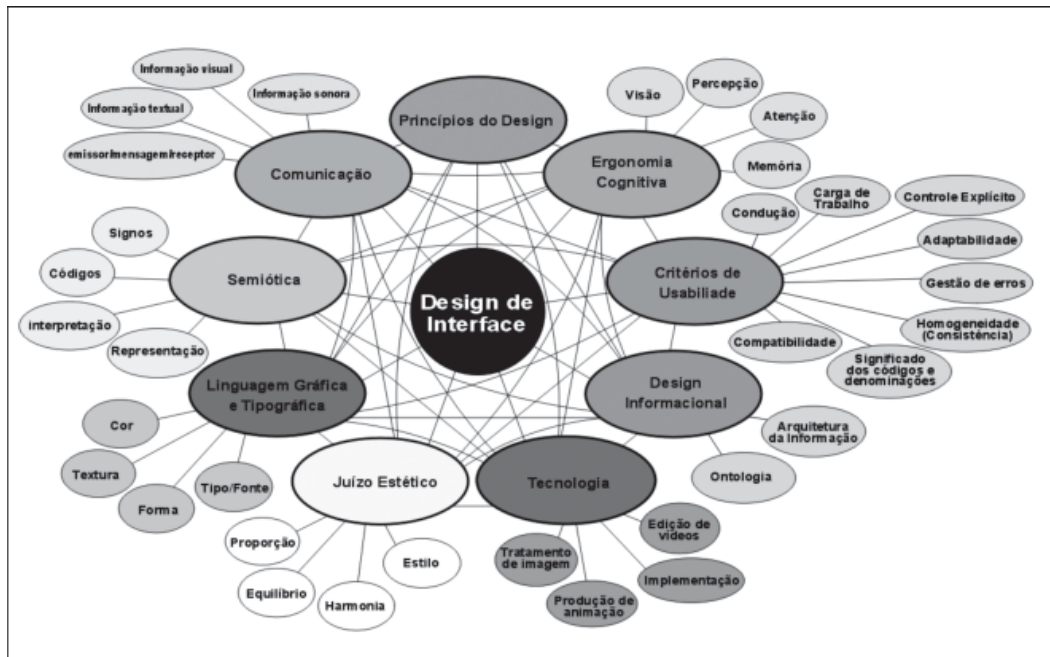 Informação visual
Informação textual
Informação sonora
emissor/mensagem/receptor
Comunicação
Princípios do Design
Visão
Percepção
Atenção
Memória
Ergonomia
Cognitiva
Signos
Códigos
interpretação
Representação
Semiótica
Design de
Interface
Condução
Carga de
Trabalho
Controle Explícito
Adaptabilidade
Gestão de erros
Homogeneidade
(Consistência)
Significado
dos códigos e
denominações
Compatibilidade
Critérios de
Usabiliade
Linguagem Gráfica
e Tipográfica
Cor
Textura
Forma
Tipo/Fonte
Design
Informacional
Arquitetura
da Informação
Ontologia
Juízo Estético
Proporção
Equilíbrio
Harmonia
Estilo
Tecnologia
Tratamento
de imagem
Produção de
animação
Implementação
Edição de
vídeos